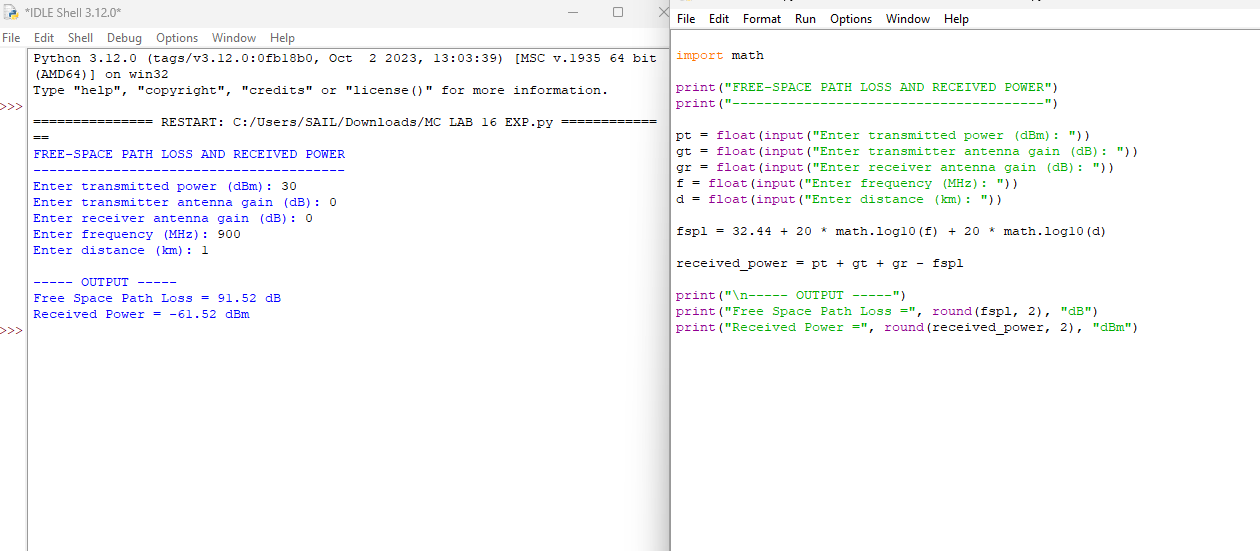 *IDLE Shell 3.12.0*
File Edit Shell Debug Options Window Help
Python 3.12.0 (tags/v3.12.0:0fb18b0, Oct  2 2023, 13:03:39) [MSC v.1935 64 bit
(AMD64)] on win32
Type "help", "copyright", "credits" or "license()" for more information.
>>>
=============== RESTART: C:/Users/SAIL/Downloads/MC LAB 16 EXP.py ============
==
FREE-SPACE PATH LOSS AND RECEIVED POWER
---------------------------------------
Enter transmitted power (dBm): 30
Enter transmitter antenna gain (dB): 0
Enter receiver antenna gain (dB): 0
Enter frequency (MHz): 900
Enter distance (km): 1
----- OUTPUT -----
Free Space Path Loss = 91.52 dB
Received Power = -61.52 dBm
>>>
File Edit Format Run Options Window Help
import math
print("FREE-SPACE PATH LOSS AND RECEIVED POWER")
print("---------------------------------------")
pt = float(input("Enter transmitted power (dBm): "))
gt = float(input("Enter transmitter antenna gain (dB): "))
gr = float(input("Enter receiver antenna gain (dB): "))
f = float(input("Enter frequency (MHz): "))
d = float(input("Enter distance (km): "))
fspl = 32.44 + 20 * math.log10(f) + 20 * math.log10(d)
received_power = pt + gt + gr - fspl
print("\n----- OUTPUT -----")
print("Free Space Path Loss =", round(fspl, 2), "dB")
print("Received Power =", round(received_power, 2), "dBm")